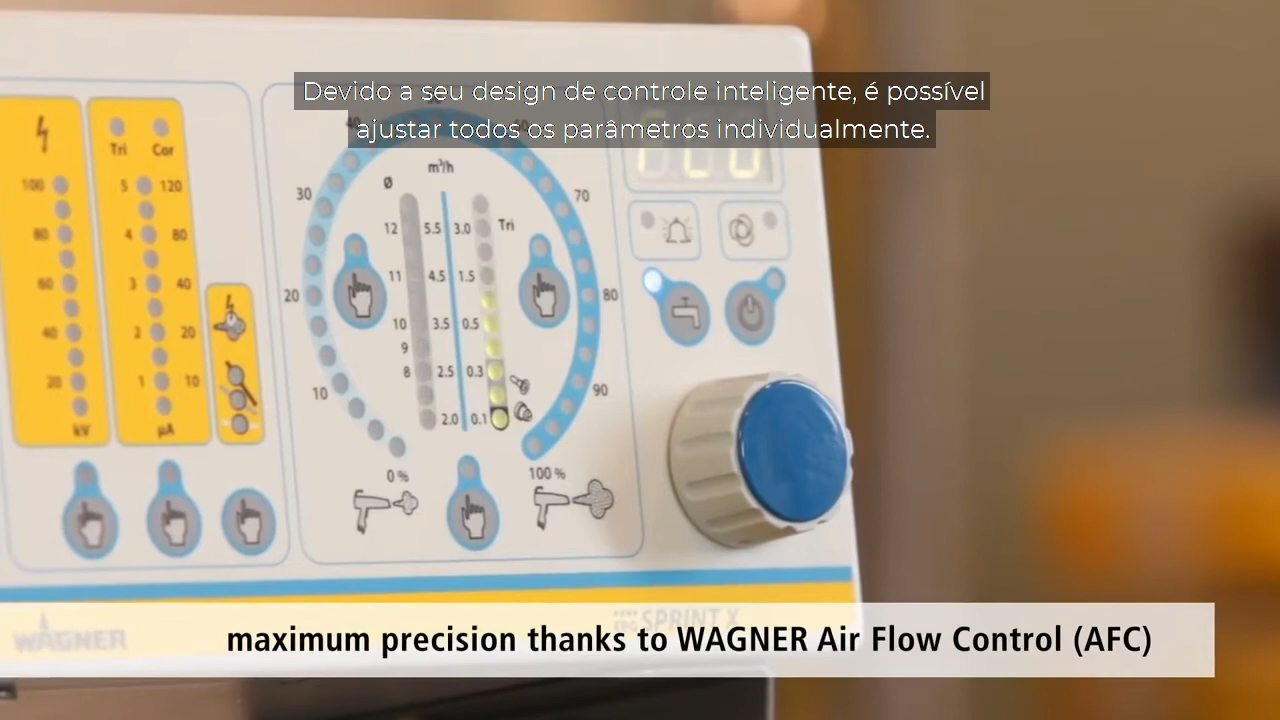 Devido a seu design de controle inteligente, é possível
ajustar todos os parâmetros individualmente.
Tri Cor
100 5 120
80 4 80
60 3 40
40 2 20
20 1 10
kV µA
m³/h
Ø
30
70
12 5.5 3.0 Tri
11 4.5 1.5
20
80
10 3.5 0.5
9
8 2.5 0.3
10
90
2.0 0.1
0 %
100 %
WAGNER
SPRINT X
maximum precision thanks to WAGNER Air Flow Control (AFC)